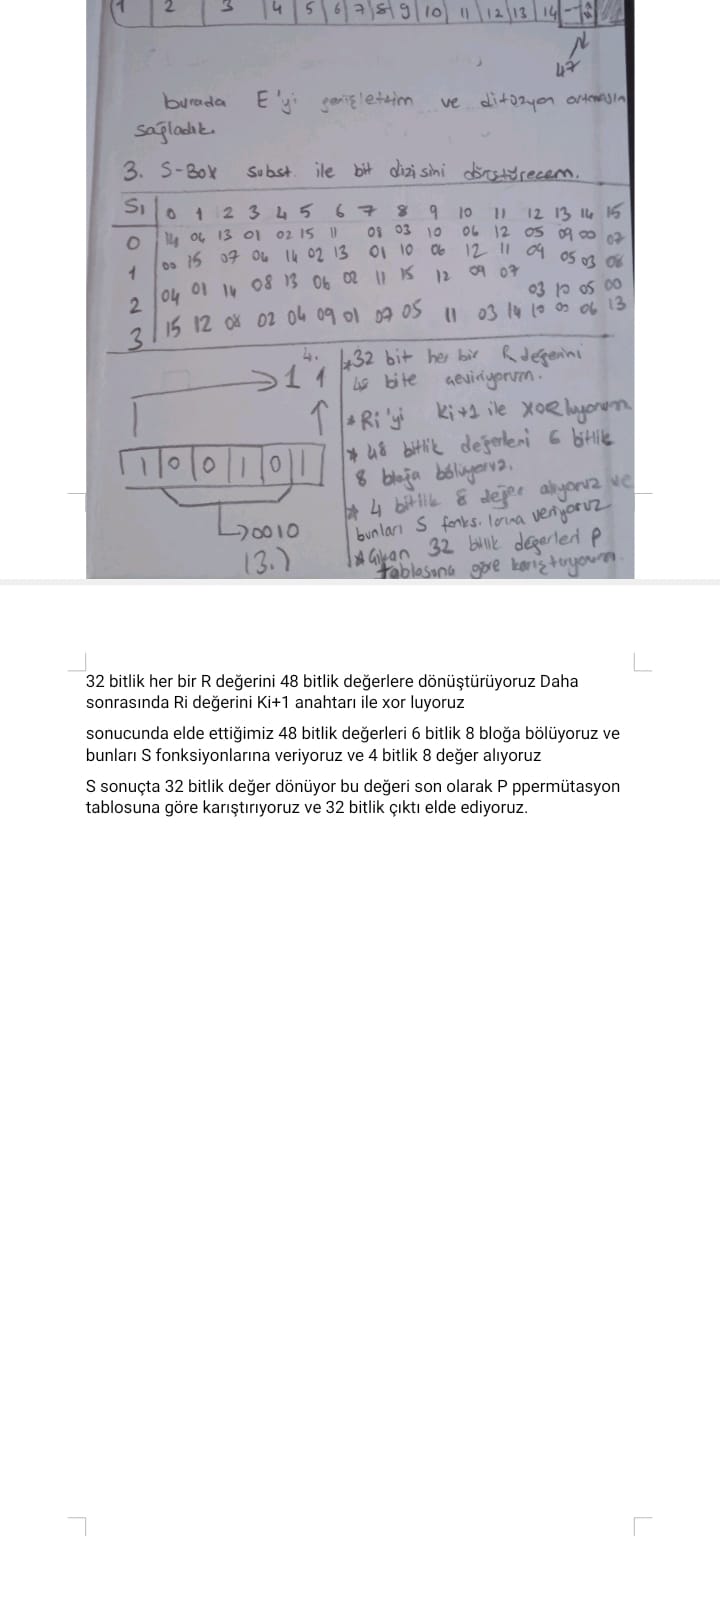 1 2 3 4 5 6 7 8 9 10 11 12 13 14
47
burada E'yi genişlettim ve difüzyon artmasın
sağladık.
3. S-Box Subst. ile bit dizisini dönştürecem.
S1 0 1 2 3 4 5 6 7 8 9 10 11 12 13 14 15
0 14 04 13 01 02 15 11 08 03 10 06 12 05 09 00 07
1 00 15 07 04 14 02 13 01 10 06 12 11 09 05 03 08
2 04 01 14 08 13 06 02 11 15 12 09 07 03 10 05 00
3 15 12 08 02 04 09 01 07 05 11 03 14 10 00 06 13
4.
1 1
1 0 0 1 0 1
0010
(3.)
*32 bit her bir R değerini
48 bite çeviriyorum.
*Ri'yi Ki+1 ile XORluyorum
* 48 bitlik değerleri 6 bitlik
8 bloğa bölüyoruz.
* 4 bitlik 8 değer alıyoruz ve
bunları S fonks. larına veriyoruz
*Çıkan 32 bitlik değerleri P
tablosuna göre karıştırıyorum.
32 bitlik her bir R değerini 48 bitlik değerlere dönüştürüyoruz Daha
sonrasında Ri değerini Ki+1 anahtarı ile xor luyoruz
sonucunda elde ettiğimiz 48 bitlik değerleri 6 bitlik 8 bloğa bölüyoruz ve
bunları S fonksiyonlarına veriyoruz ve 4 bitlik 8 değer alıyoruz
S sonuçta 32 bitlik değer dönüyor bu değeri son olarak P ppermütasyon
tablosuna göre karıştırıyoruz ve 32 bitlik çıktı elde ediyoruz.